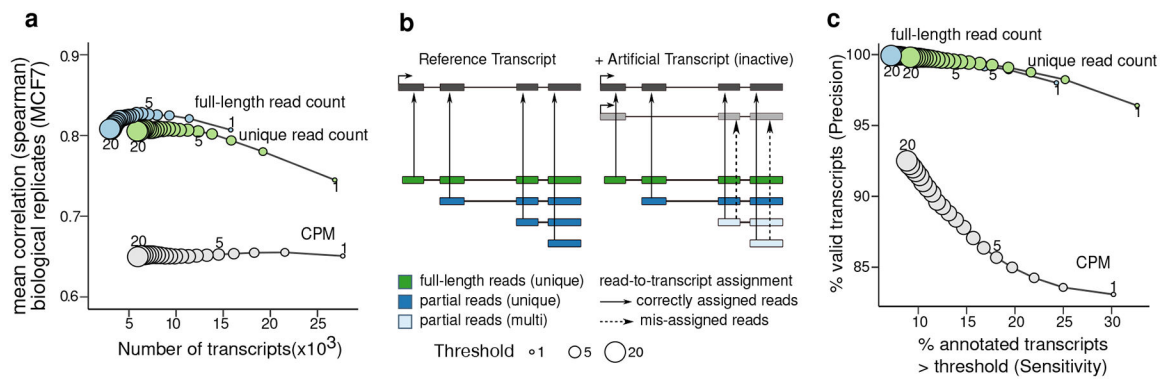 a
mean correlation (spearman)
biological replicates (MCF7)
0.9
0.8
0.7
0.6
5
10
15
20
25
Number of transcripts(x10³)
full-length read count
unique read count
CPM
5
1
20
20
5
1
20
5
1
b
Reference Transcript
+ Artificial Transcript (inactive)
full-length reads (unique)
partial reads (unique)
partial reads (multi)
read-to-transcript assignment
correctly assigned reads
mis-assigned reads
Threshold
1
5
20
c
% valid transcripts (Precision)
100
95
90
85
10
15
20
25
30
% annotated transcripts
> threshold (Sensitivity)
full-length read count
unique read count
20
20
5
5
1
1
20
5
CPM
1